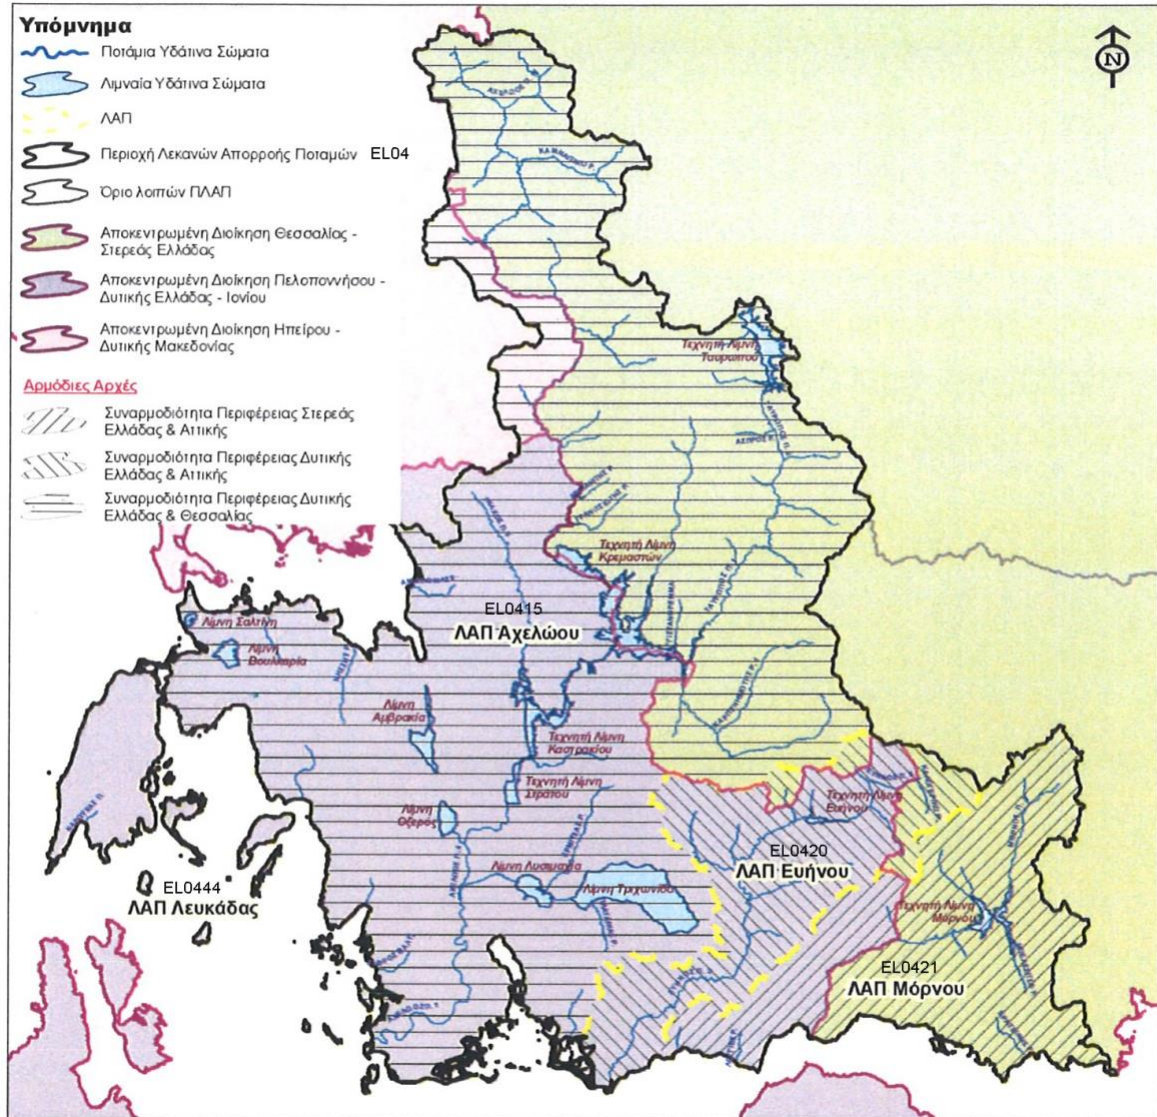 Υπόμνημα
Ποτάμια Υδάτινα Σώματα
Λιμναία Υδάτινα Σώματα
ΛΑΠ
Περιοχή Λεκανών Απορροής Ποταμών EL04
Όριο λοιπών ΠΛΑΠ
Αποκεντρωμένη Διοίκηση Θεσσαλίας -
Στερεάς Ελλάδας
Αποκεντρωμένη Διοίκηση Πελοποννήσου -
Δυτικής Ελλάδας - Ιονίου
Αποκεντρωμένη Διοίκηση Ηπείρου -
Δυτικής Μακεδονίας
Αρμόδιες Αρχές
Συναρμοδιότητα Περιφέρειας Στερεάς
Ελλάδας & Αττικής
Συναρμοδιότητα Περιφέρειας Δυτικής
Ελλάδας & Αττικής
Συναρμοδιότητα Περιφέρειας Δυτικής
Ελλάδας & Θεσσαλίας
N
Τεχνητή Λίμνη
Ταυρωπού
Τεχνητή Λίμνη
Κρεμαστών
EL0415
ΛΑΠ Αχελώου
Λίμνη Σαλτίνη
Λίμνη
Βουλκαρία
Λίμνη
Αμβρακία
Τεχνητή Λίμνη
Καστρακίου
Τεχνητή Λίμνη
Στράτου
Τεχνητή Λίμνη
Ευήνου
Λίμνη
Οζερός
EL0420
ΛΑΠ Ευήνου
Λίμνη Λυσιμαχία
Λίμνη Τριχωνίδα
EL0444
ΛΑΠ Λευκάδας
Τεχνητή Λίμνη
Μόρνου
EL0421
ΛΑΠ Μόρνου